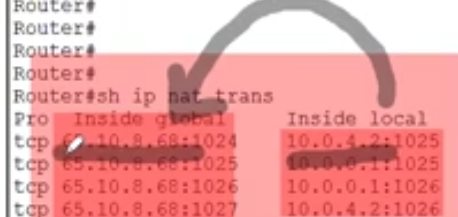 Router#
Router#
Router#
Router#
Router#sh ip nat trans
Pro  Inside global     Inside local
tcp 65.10.8.68:1024    10.0.4.2:1025
tcp 65.10.8.68:1025    10.0.0.1:1025
tcp 65.10.8.68:1026    10.0.0.1:1026
tcp 65.10.8.68:1027    10.0.4.2:1026